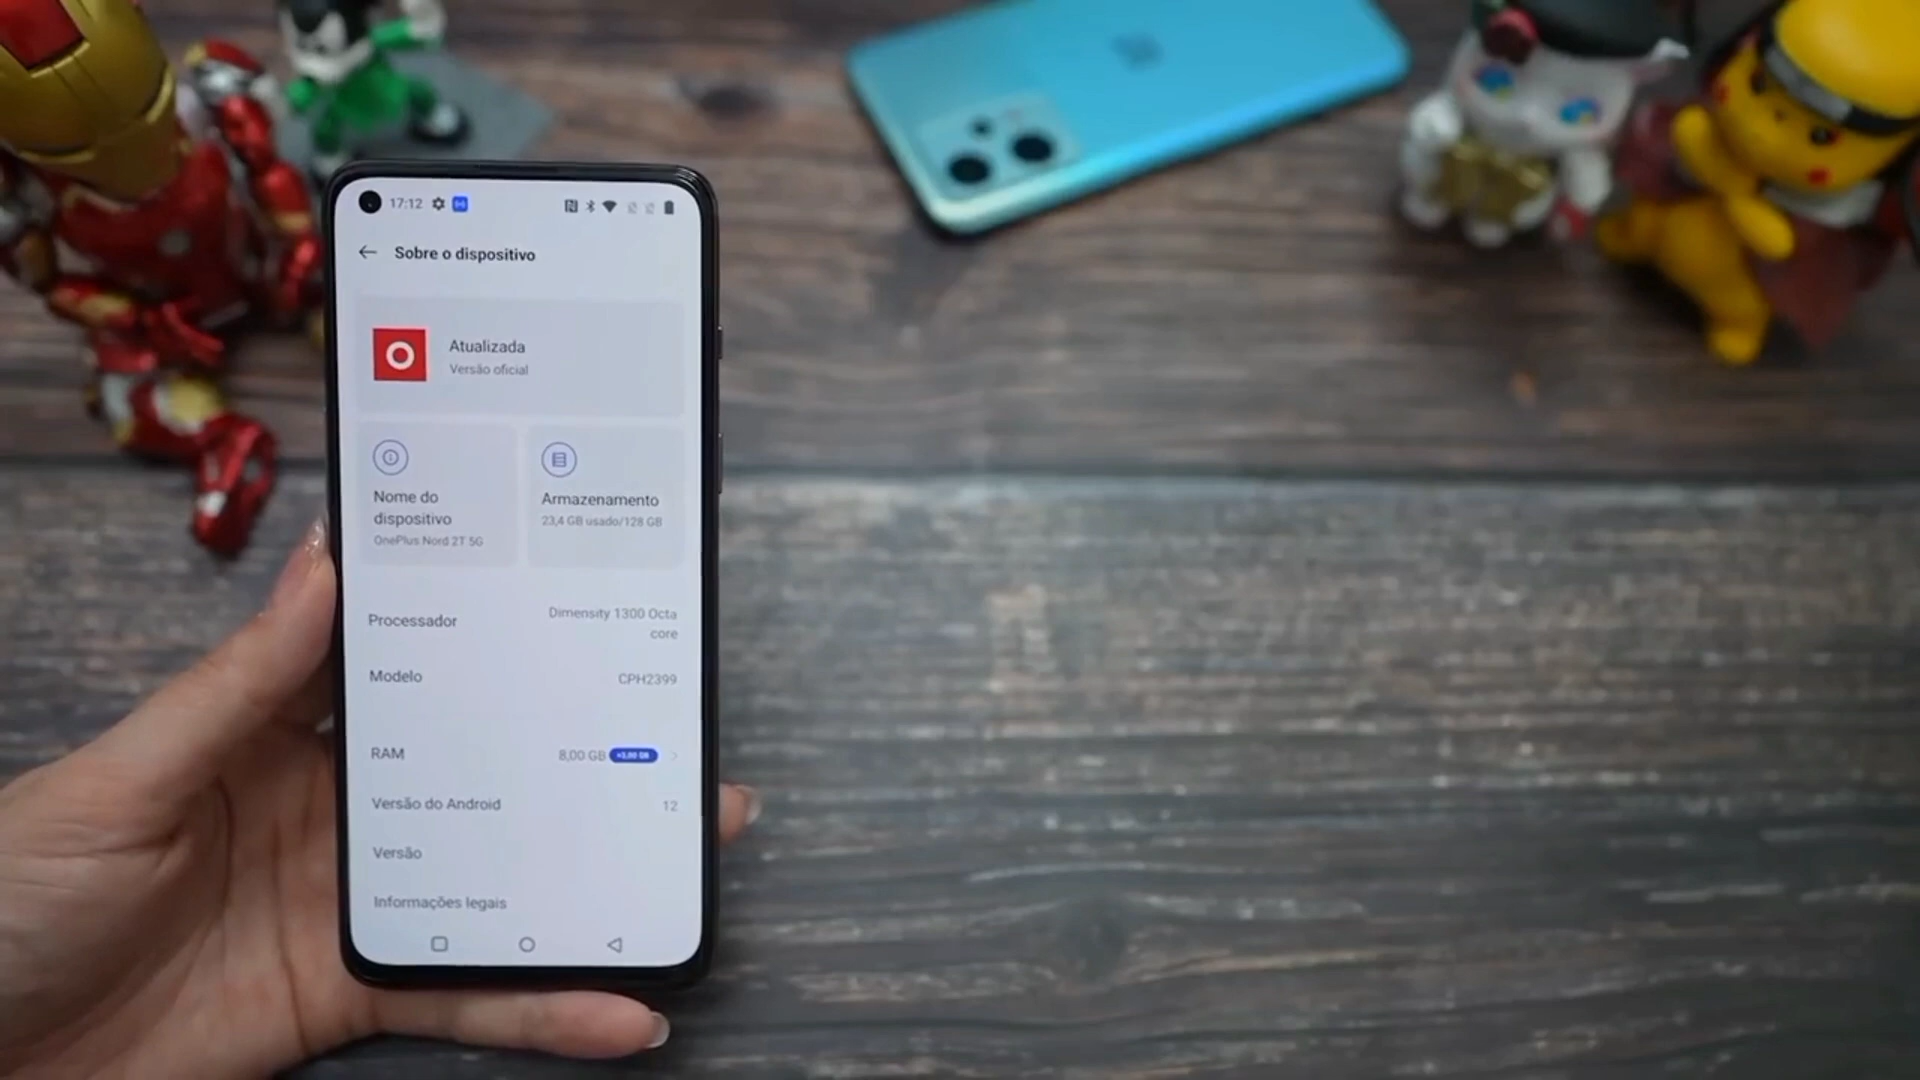 17:12
Sobre o dispositivo
Atualizada
Versão oficial
Nome do
dispositivo
OnePlus Nord 2T 5G
Armazenamento
23,4 GB usado/128 GB
Processador
Dimensity 1300 Octa
core
Modelo
CPH2399
RAM
8,00 GB
Versão do Android
12
Versão
Informações legais